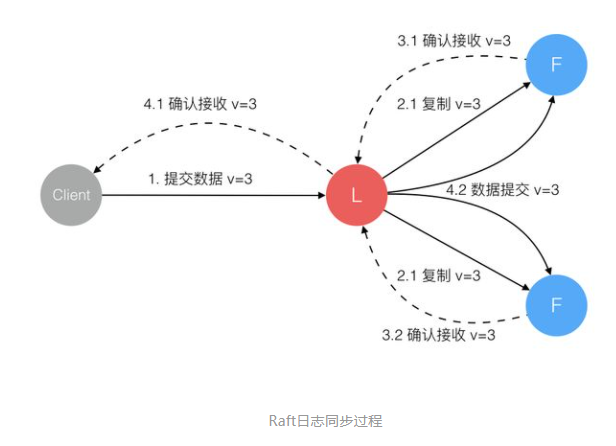 3.1 确认接收 v=3
F
4.1 确认接收 v=3
2.1 复制 v=3
Client
1. 提交数据 v=3
L
4.2 数据提交 v=3
2.1 复制 v=3
F
3.2 确认接收 v=3
Raft日志同步过程